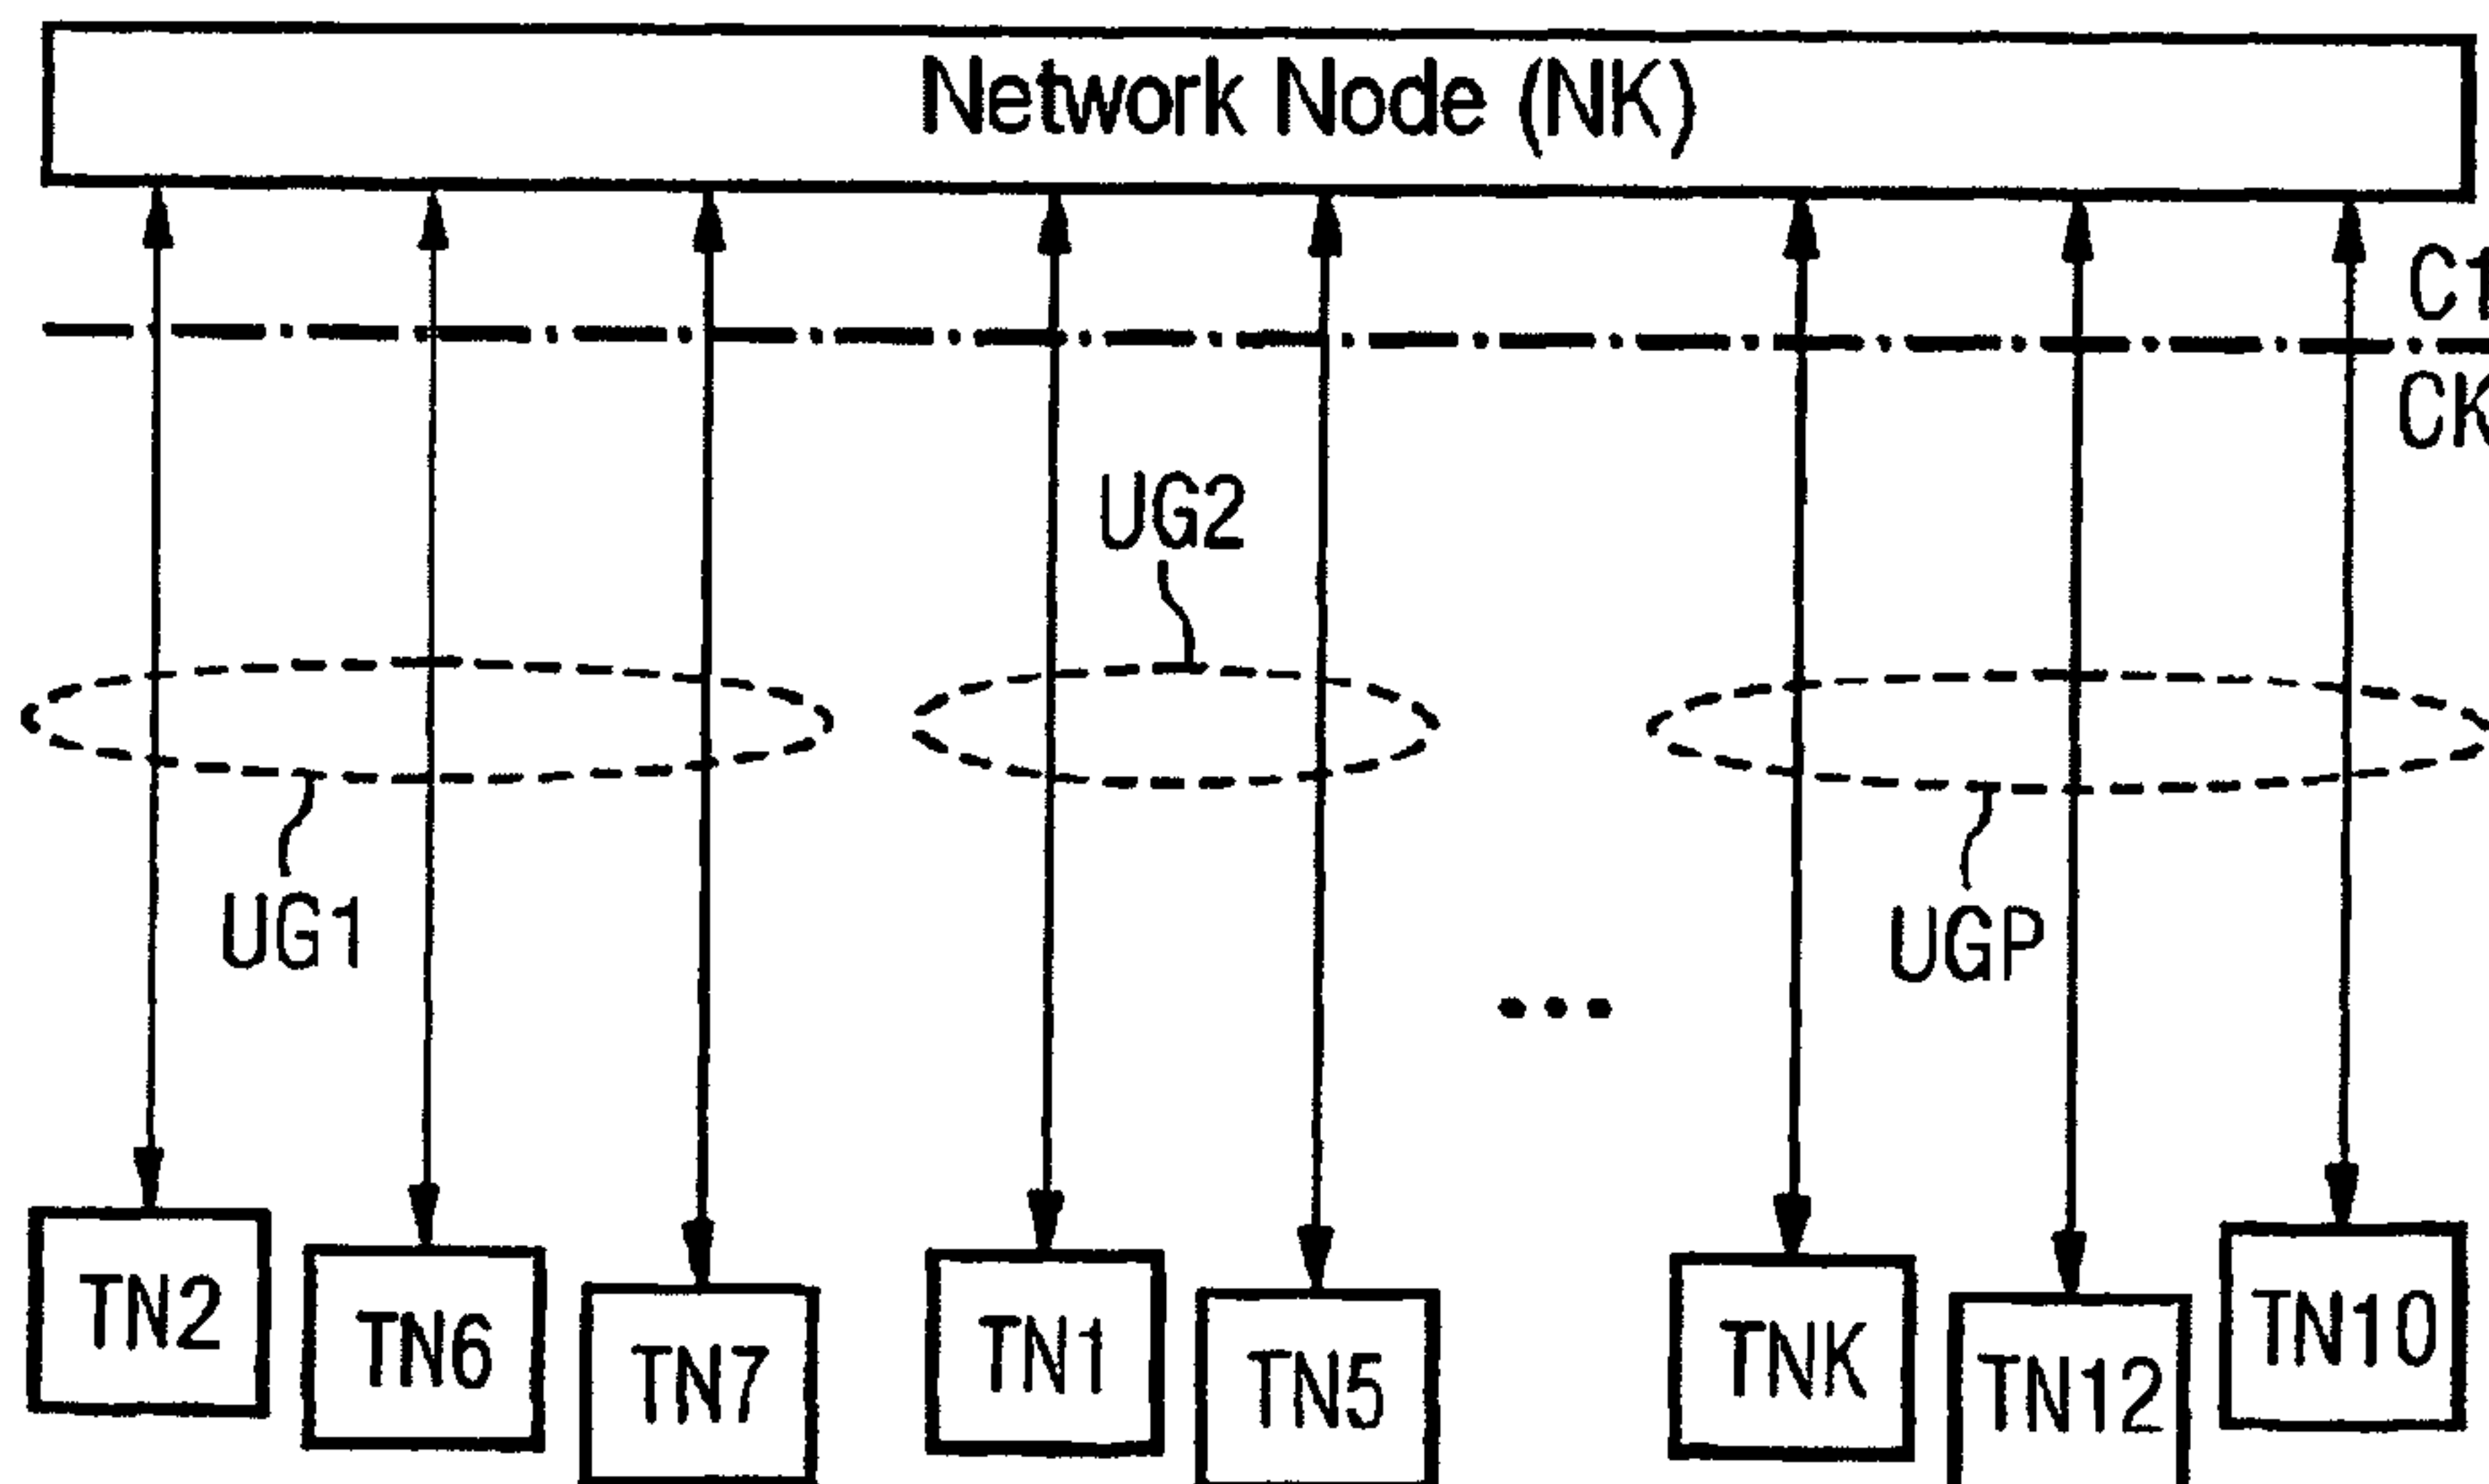 Network Node (NK)
C1
CK
UG2
UG1
UGP
TN2
TN6
TN7
TN1
TN5
TNK
TN12
TN10